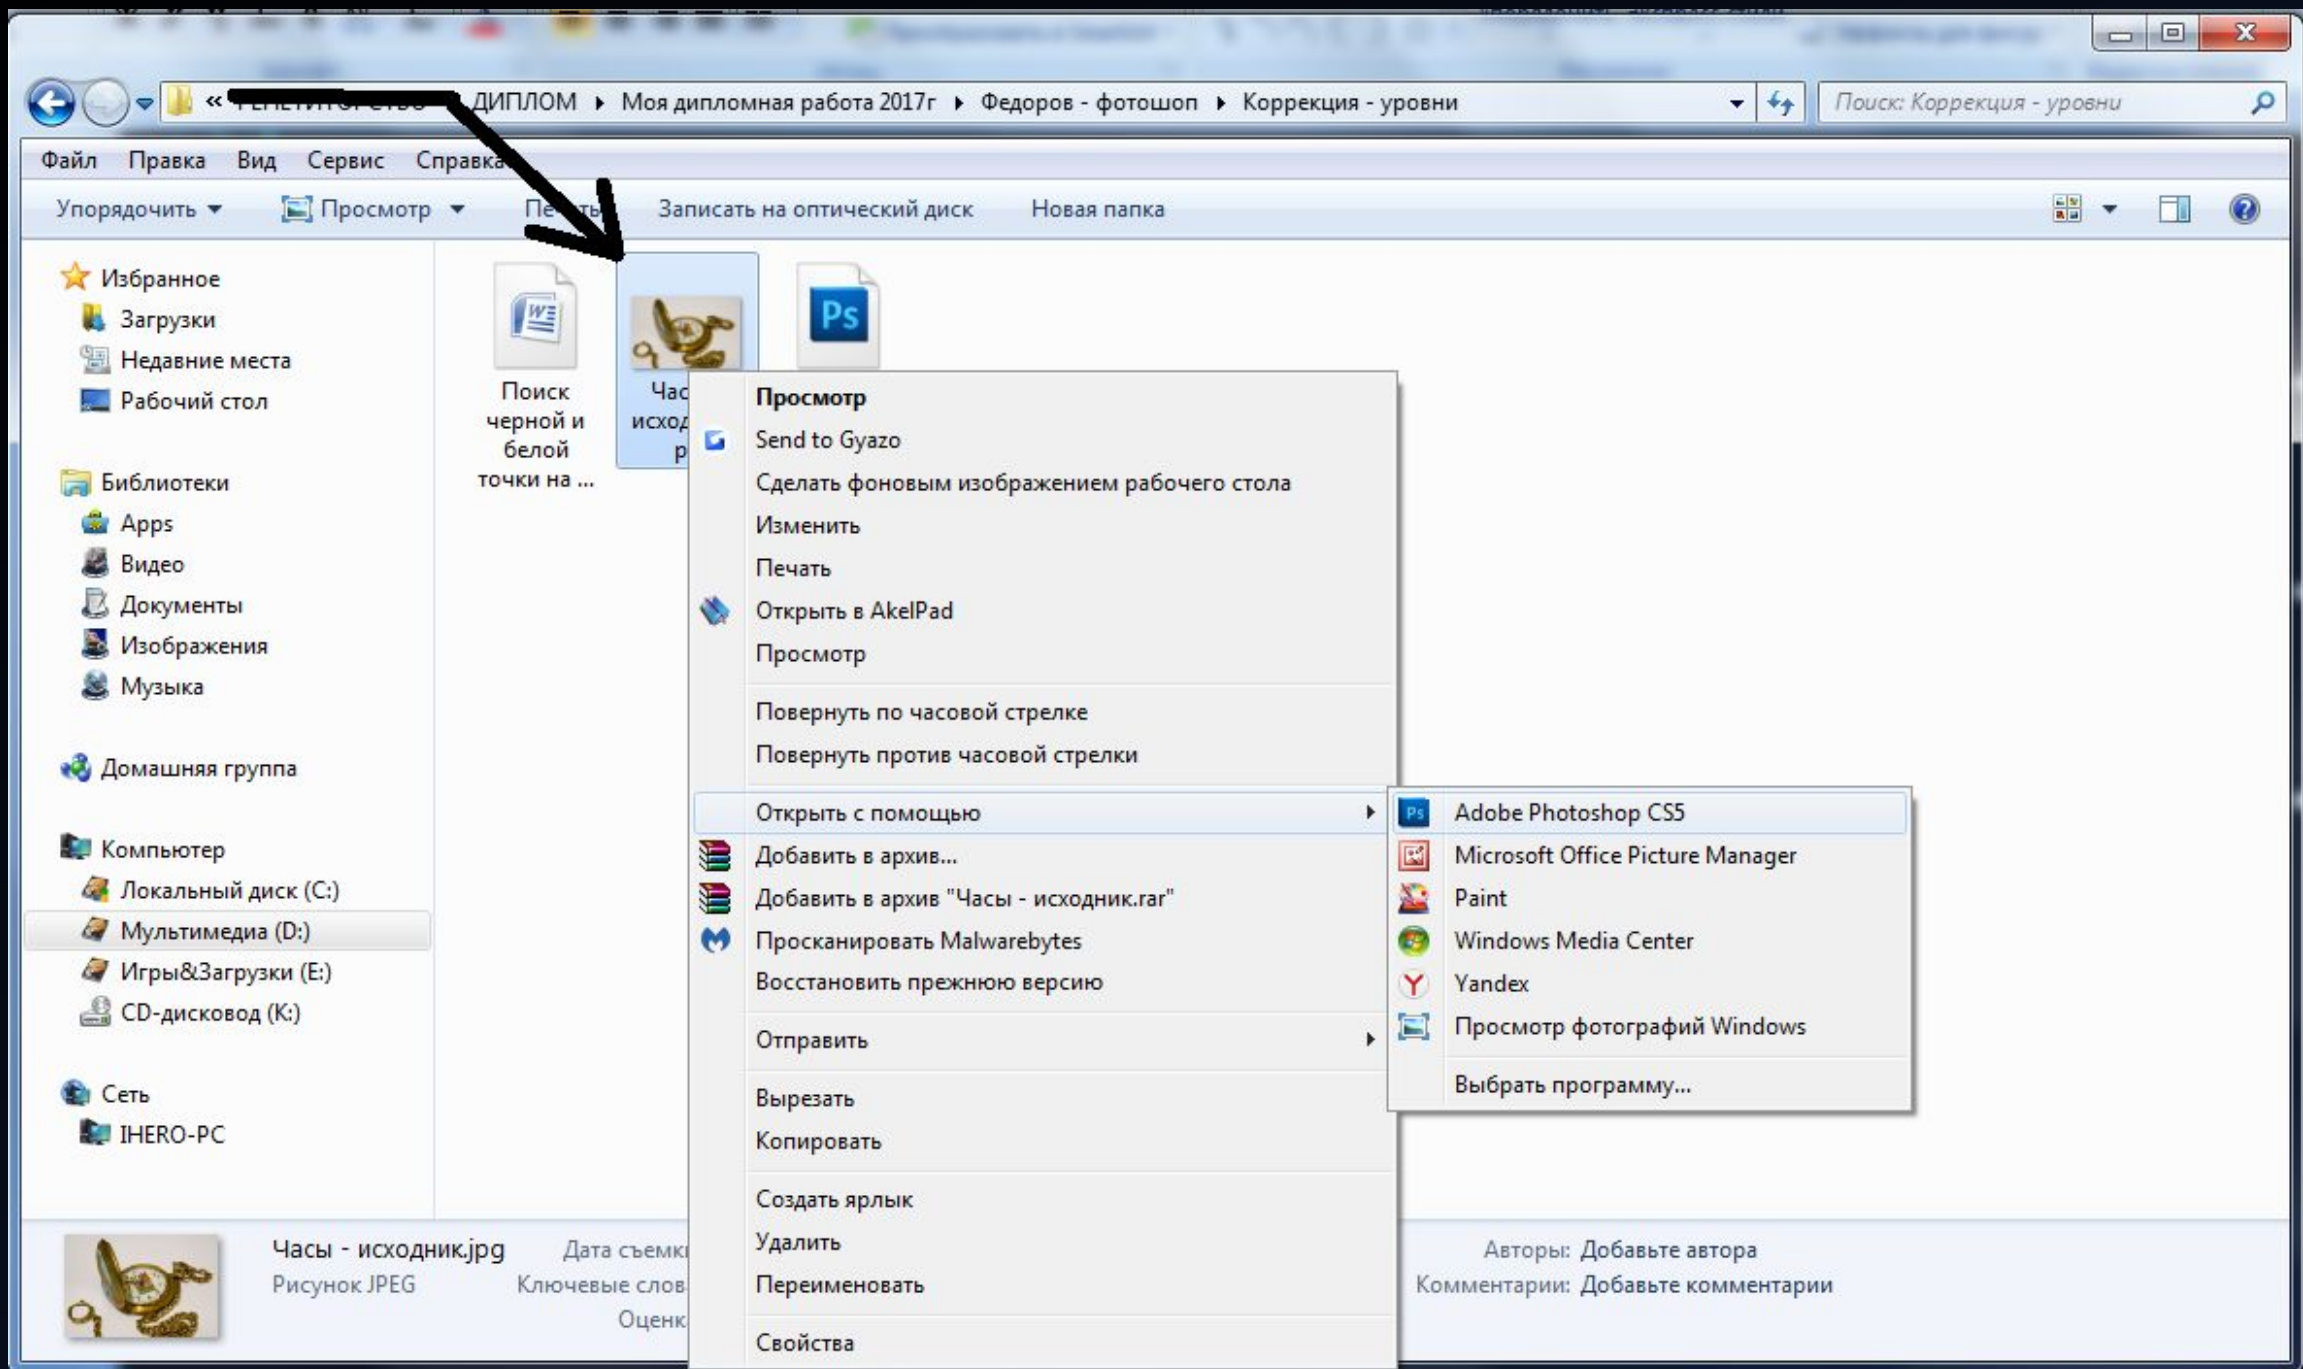 « ДИПЛОМ Моя дипломная работа 2017г Федоров - фотошоп Коррекция - уровни
Поиск: Коррекция - уровни
Файл Правка Вид Сервис Справка
Упорядочить Просмотр Записать на оптический диск Новая папка
Избранное
Загрузки
Недавние места
Рабочий стол
Библиотеки
Apps
Видео
Документы
Изображения
Музыка
Домашняя группа
Компьютер
Локальный диск (C:)
Мультимедиа (D:)
Игры&Загрузки (E:)
CD-дисковод (K:)
Сеть
IHERO-PC
W
Поиск
черной и
белой
точки на ...
Ps
Просмотр
Send to Gyazo
Сделать фоновым изображением рабочего стола
Изменить
Печать
Открыть в AkelPad
Просмотр
Повернуть по часовой стрелке
Повернуть против часовой стрелки
Открыть с помощью
Добавить в архив...
Добавить в архив "Часы - исходник.rar"
Просканировать Malwarebytes
Восстановить прежнюю версию
Отправить
Вырезать
Копировать
Создать ярлык
Удалить
Переименовать
Свойства
Ps Adobe Photoshop CS5
Microsoft Office Picture Manager
Paint
Windows Media Center
Yandex
Просмотр фотографий Windows
Выбрать программу...
Часы - исходник.jpg Дата
Рисунок JPEG Ключевые
Авторы: Добавьте автора
Комментарии: Добавьте комментарии